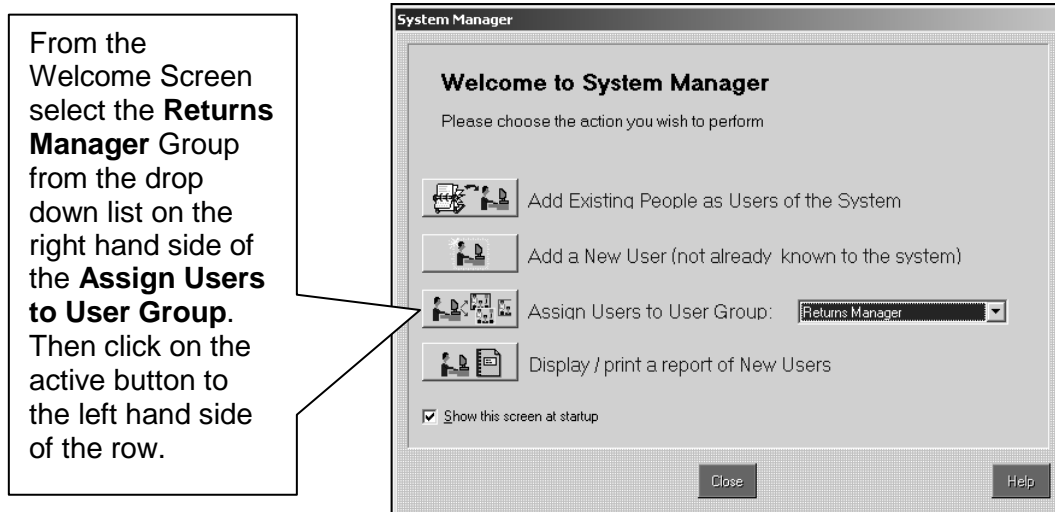 From the
Welcome Screen
select the Returns
Manager Group
from the drop
down list on the
right hand side of
the Assign Users
to User Group.
Then click on the
active button to
the left hand side
of the row.
System Manager
Welcome to System Manager
Please choose the action you wish to perform
Add Existing People as Users of the System
Add a New User (not already known to the system)
Assign Users to User Group: Returns Manager
Display / print a report of New Users
Show this screen at startup
Close Help